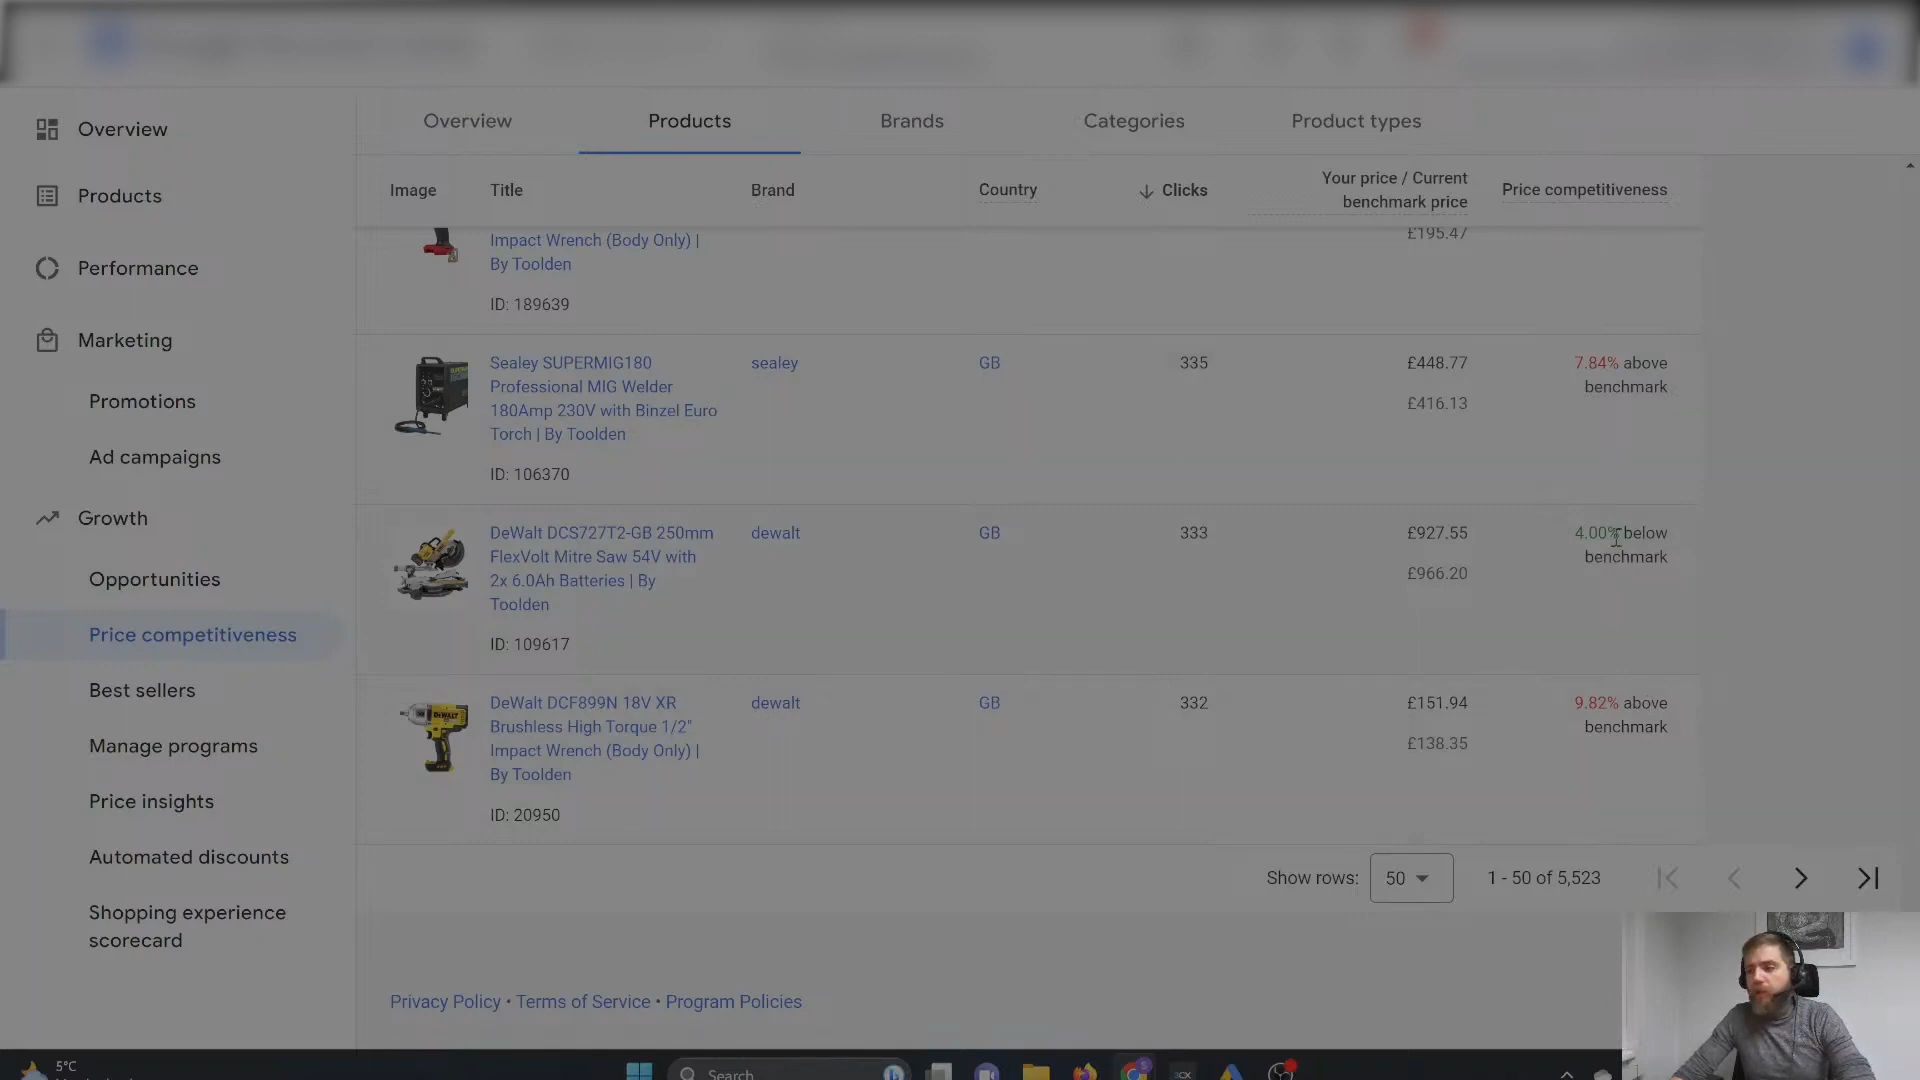 Overview
Products
Performance
Marketing
Promotions
Ad campaigns
Growth
Opportunities
Price competitiveness
Best sellers
Manage programs
Price insights
Automated discounts
Shopping experience
scorecard
Overview Products Brands Categories Product types
Image Title Brand Country Clicks Your price / Current
benchmark price Price competitiveness
Impact Wrench (Body Only) |
By Toolden
ID: 189639
£195.47
Sealey SUPERMIG180
Professional MIG Welder
180Amp 230V with Binzel Euro
Torch | By Toolden
ID: 106370
sealey
GB
335
£448.77
£416.13
7.84% above
benchmark
DeWalt DCS727T2-GB 250mm
FlexVolt Mitre Saw 54V with
2x 6.0Ah Batteries | By
Toolden
ID: 109617
dewalt
GB
333
£927.55
£966.20
4.00% below
benchmark
DeWalt DCF899N 18V XR
Brushless High Torque 1/2"
Impact Wrench (Body Only) |
By Toolden
ID: 20950
dewalt
GB
332
£151.94
£138.35
9.82% above
benchmark
Show rows: 50 1 - 50 of 5,523
Privacy Policy • Terms of Service • Program Policies
5°C
Search